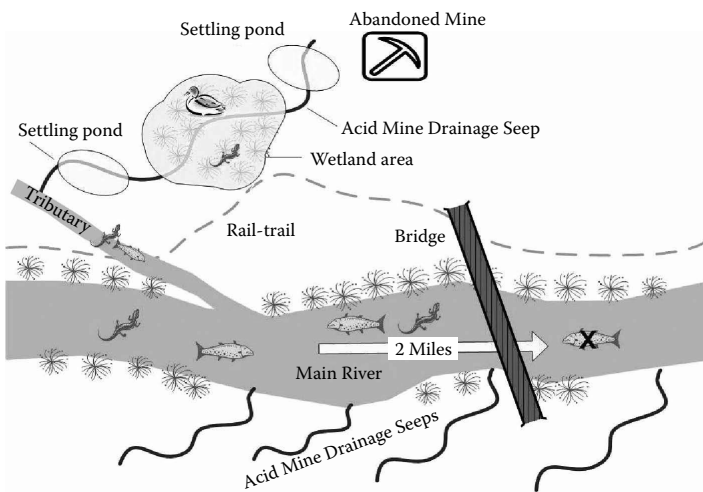 Settling pond
Abandoned Mine
Acid Mine Drainage Seep
Settling pond
Wetland area
Tributary
Rail-trail
Bridge
2 Miles
X
Main River
Acid Mine Drainage Seeps